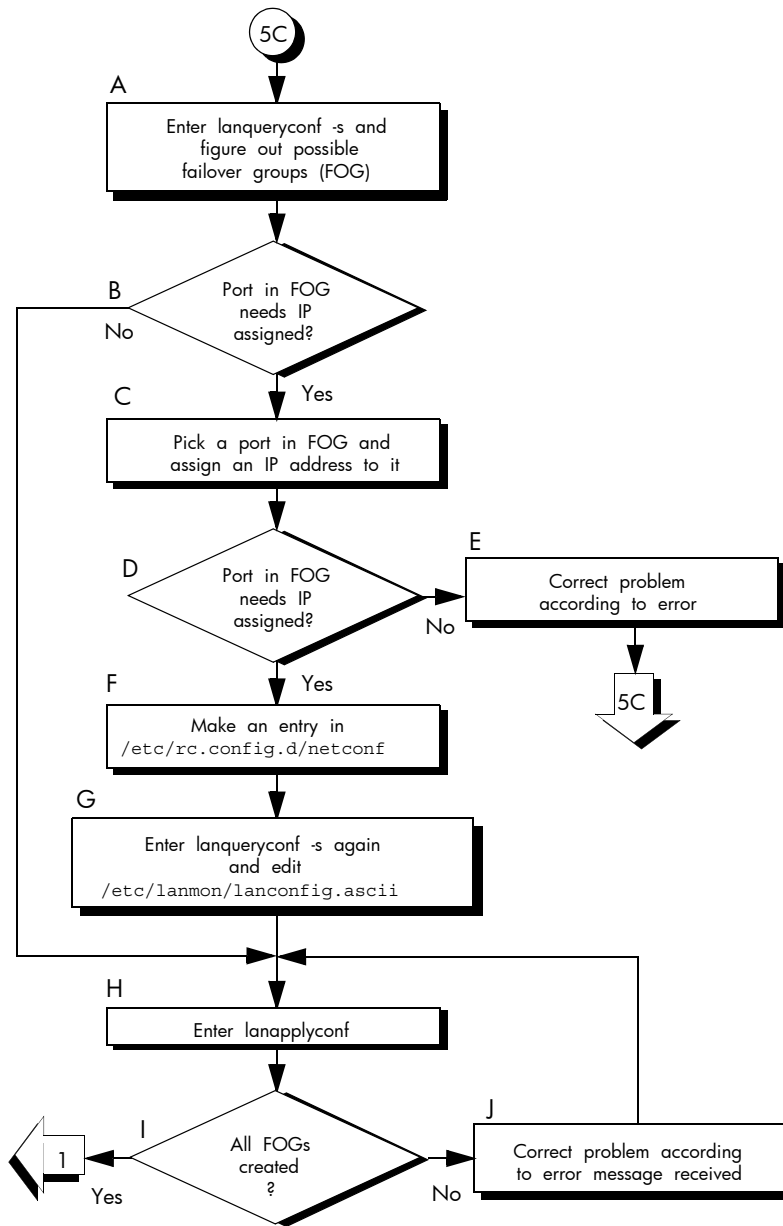 5C
A
Enter lanqueryconf -s and
figure out possible
failover groups (FOG)
B
Port in FOG
needs IP
assigned?
No
Yes
C
Pick a port in FOG and
assign an IP address to it
D
Port in FOG
needs IP
assigned?
No
E
Correct problem
according to error
5C
Yes
F
Make an entry in
/etc/rc.config.d/netconf
G
Enter lanqueryconf -s again
and edit
/etc/lanmon/lanconfig.ascii
H
Enter lanapplyconf
I
All FOGs
created
?
Yes
1
No
J
Correct problem according
to error message received